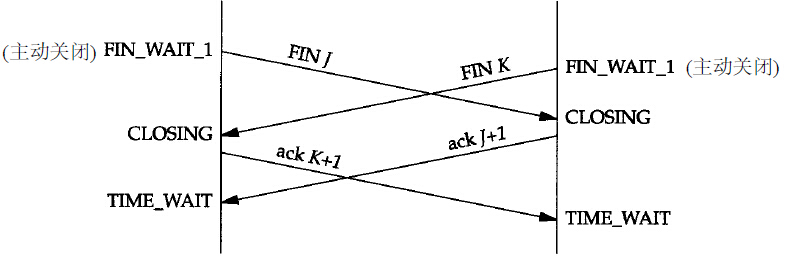 (主动关闭) FIN_WAIT_1
FIN J
FIN K
FIN_WAIT_1 (主动关闭)
CLOSING
CLOSING
ack K+1
ack J+1
TIME_WAIT
TIME_WAIT